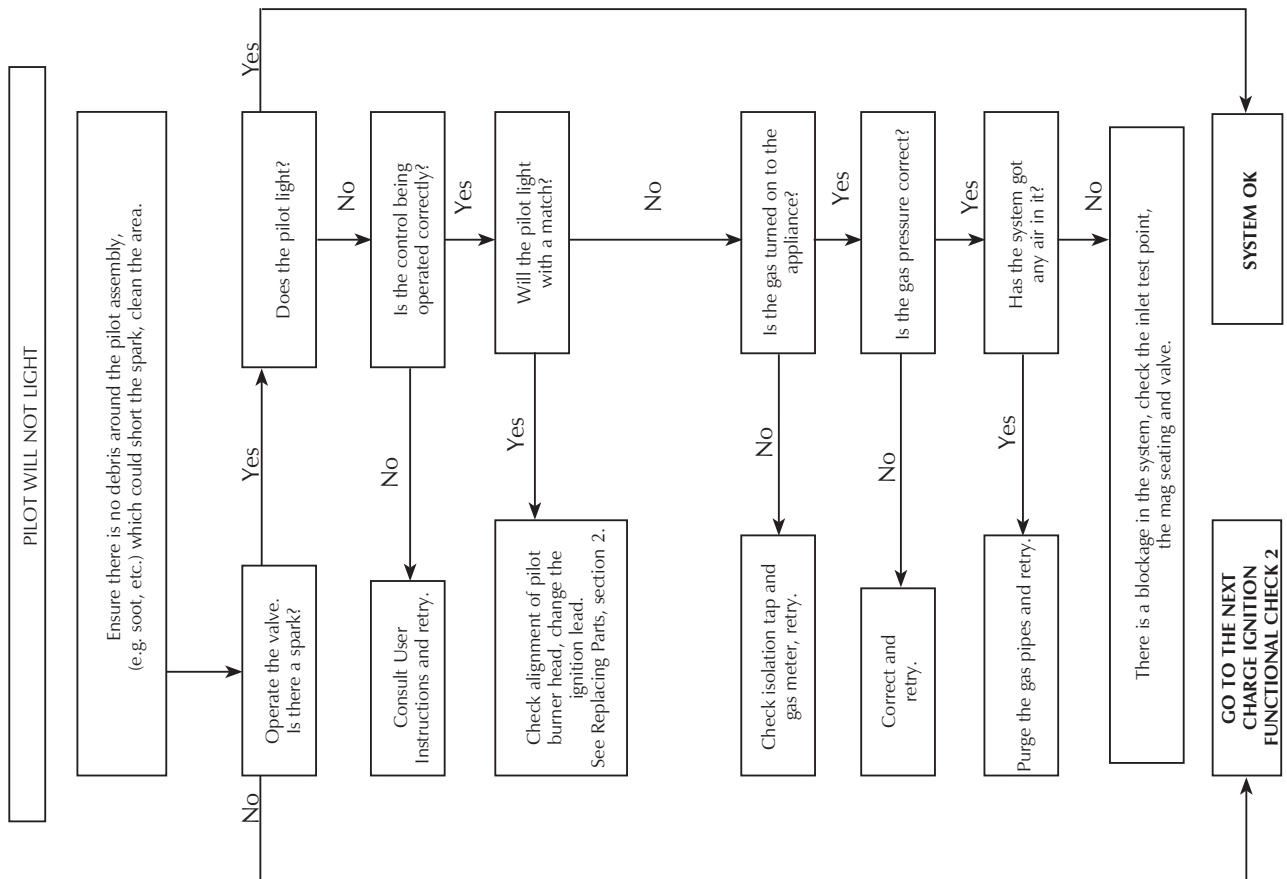 PILOT WILL NOT LIGHT
Ensure there is no debris around the pilot assembly,
(e.g. soot, etc.) which could short the spark, clean the area.
Operate the valve.
Is there a spark?
No
Yes
Does the pilot light?
Yes
No
Is the control being
operated correctly?
No
Consult User
Instructions and retry.
Yes
Will the pilot light
with a match?
Yes
Check alignment of pilot
burner head, change the
ignition lead.
See Replacing Parts, section 2.
No
Is the gas turned on to the
appliance?
No
Check isolation tap and
gas meter, retry.
Yes
Is the gas pressure correct?
No
Correct and
retry.
Yes
Has the system got
any air in it?
Yes
Purge the gas pipes and retry.
No
There is a blockage in the system, check the inlet test point,
the mag seating and valve.
GO TO THE NEXT
CHARGE IGNITION
FUNCTIONAL CHECK 2
SYSTEM OK